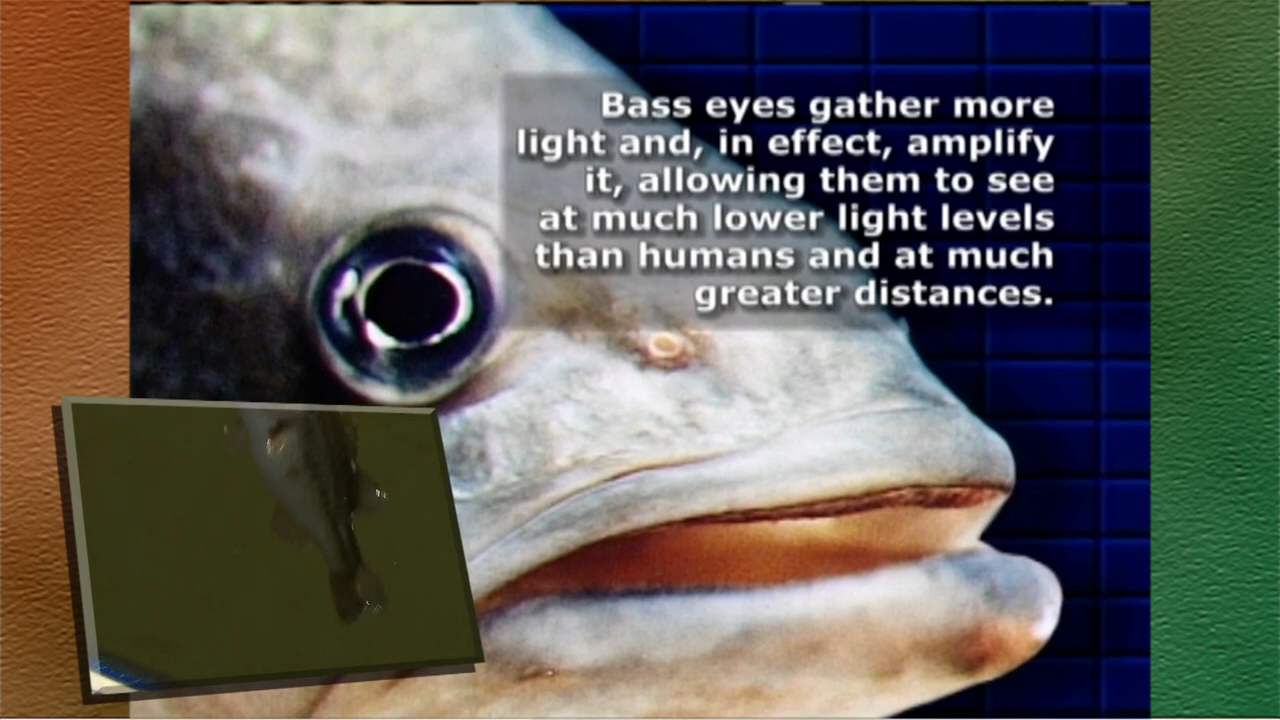 Bass eyes gather more
light and, in effect, amplify
it, allowing them to see
at much lower light levels
than humans and at much
greater distances.